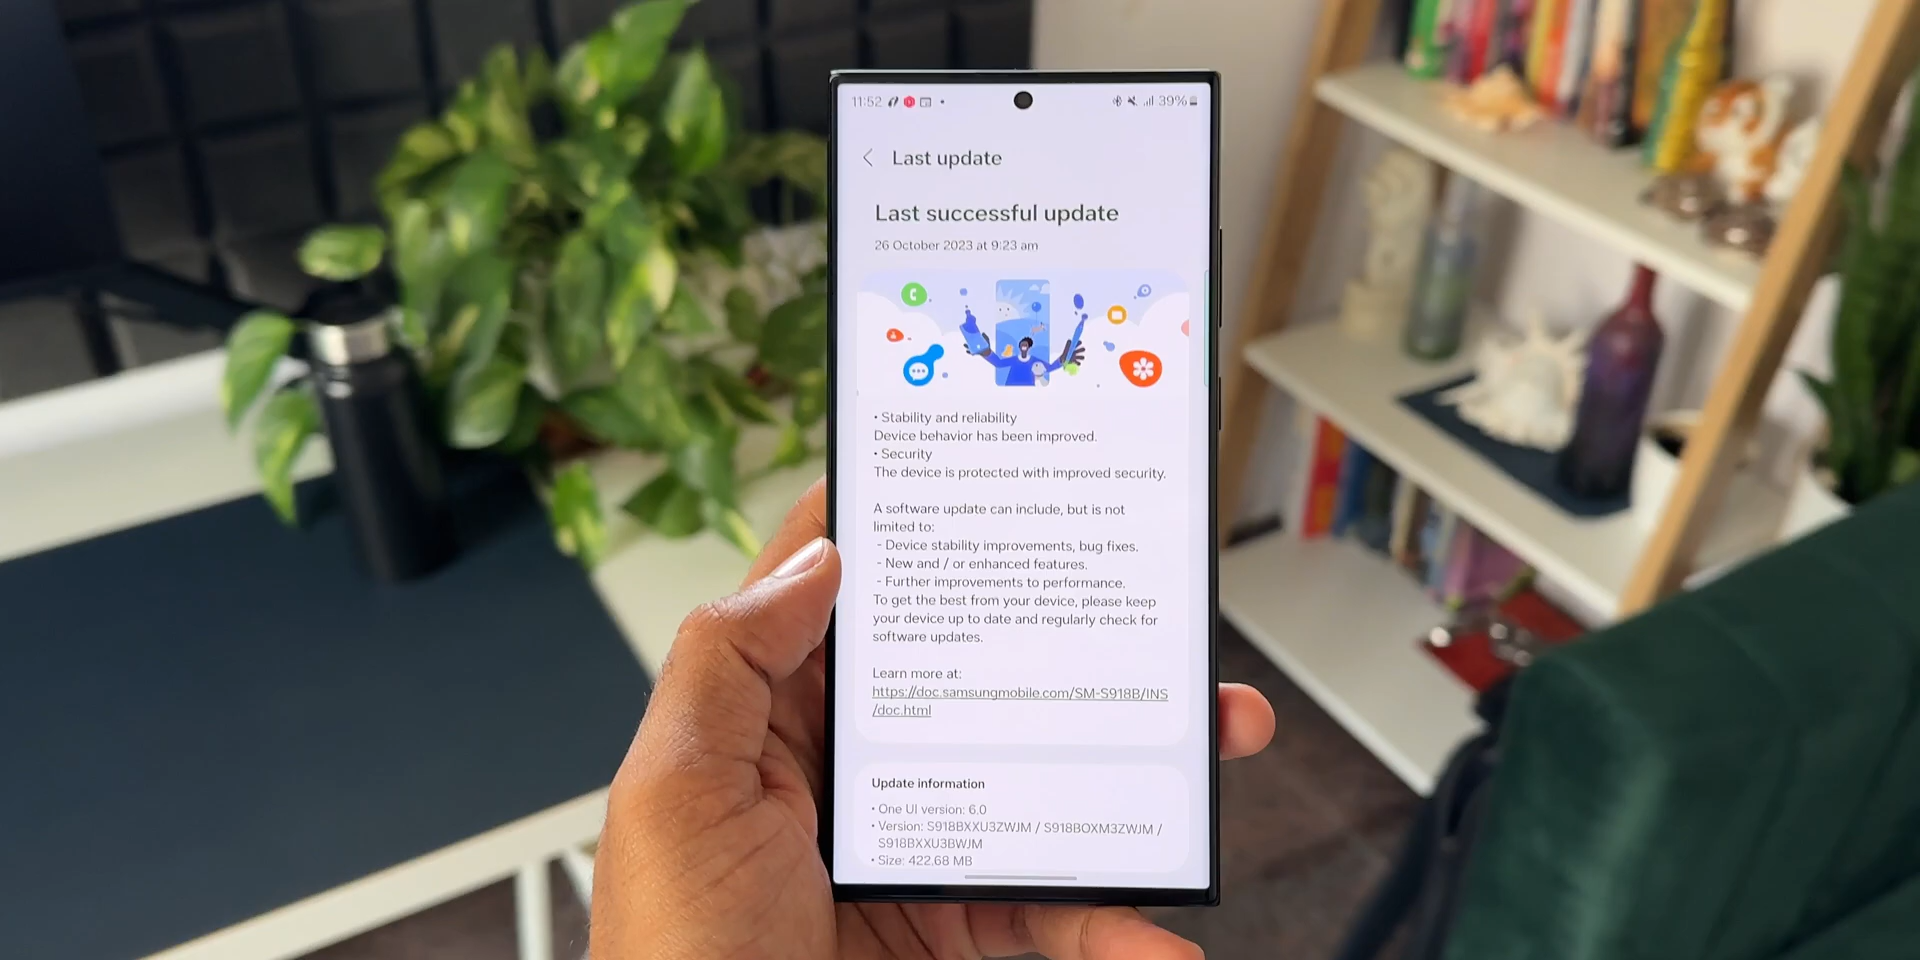 11:52
39%
Last update
Last successful update
26 October 2023 at 9:23 am
• Stability and reliability
Device behavior has been improved.
• Security
The device is protected with improved security.
A software update can include, but is not
limited to:
- Device stability improvements, bug fixes.
- New and / or enhanced features.
- Further improvements to performance.
To get the best from your device, please keep
your device up to date and regularly check for
software updates.
Learn more at:
https://doc.samsungmobile.com/SM-S918B/INS
/doc.html
Update information
• One UI version: 6.0
• Version: S918BXXU3ZWJM / S918BOXM3ZWJM /
S918BXXU3BWJM
• Size: 422.68 MB